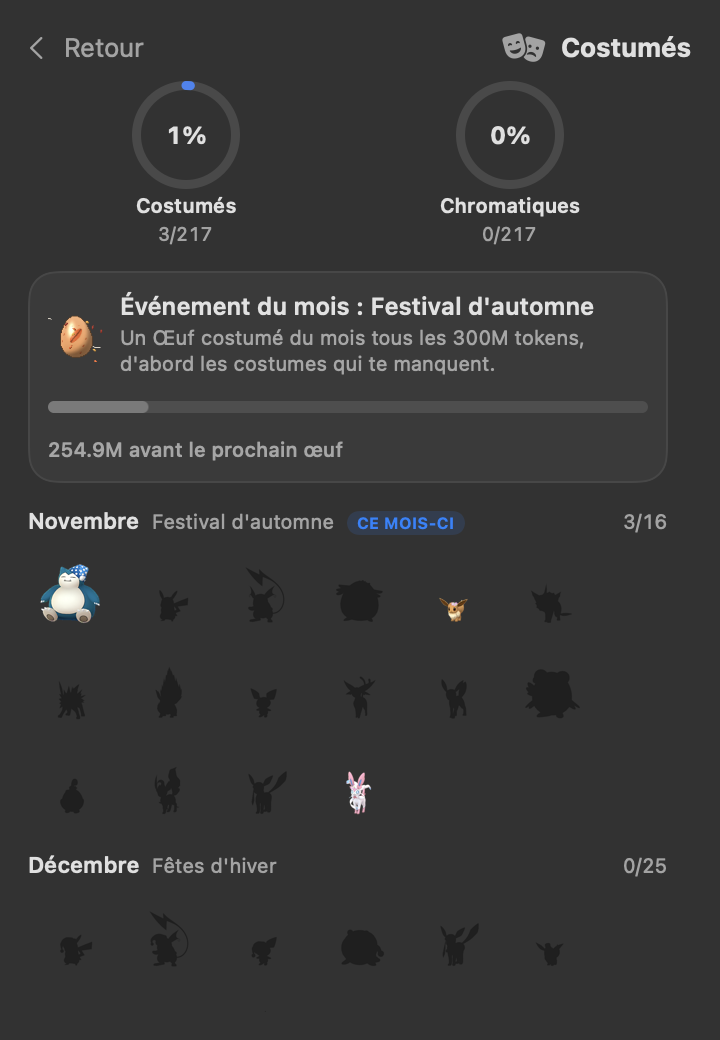 Retour
Costumés
1%
0%
Costumés
Chromatiques
3/217
0/217
Événement du mois : Festival d'automne
Un Œuf costumé du mois tous les 300M tokens,
d'abord les costumes qui te manquent.
254.9M avant le prochain œuf
Novembre Festival d'automne CE MOIS-CI 3/16
Décembre Fêtes d'hiver 0/25